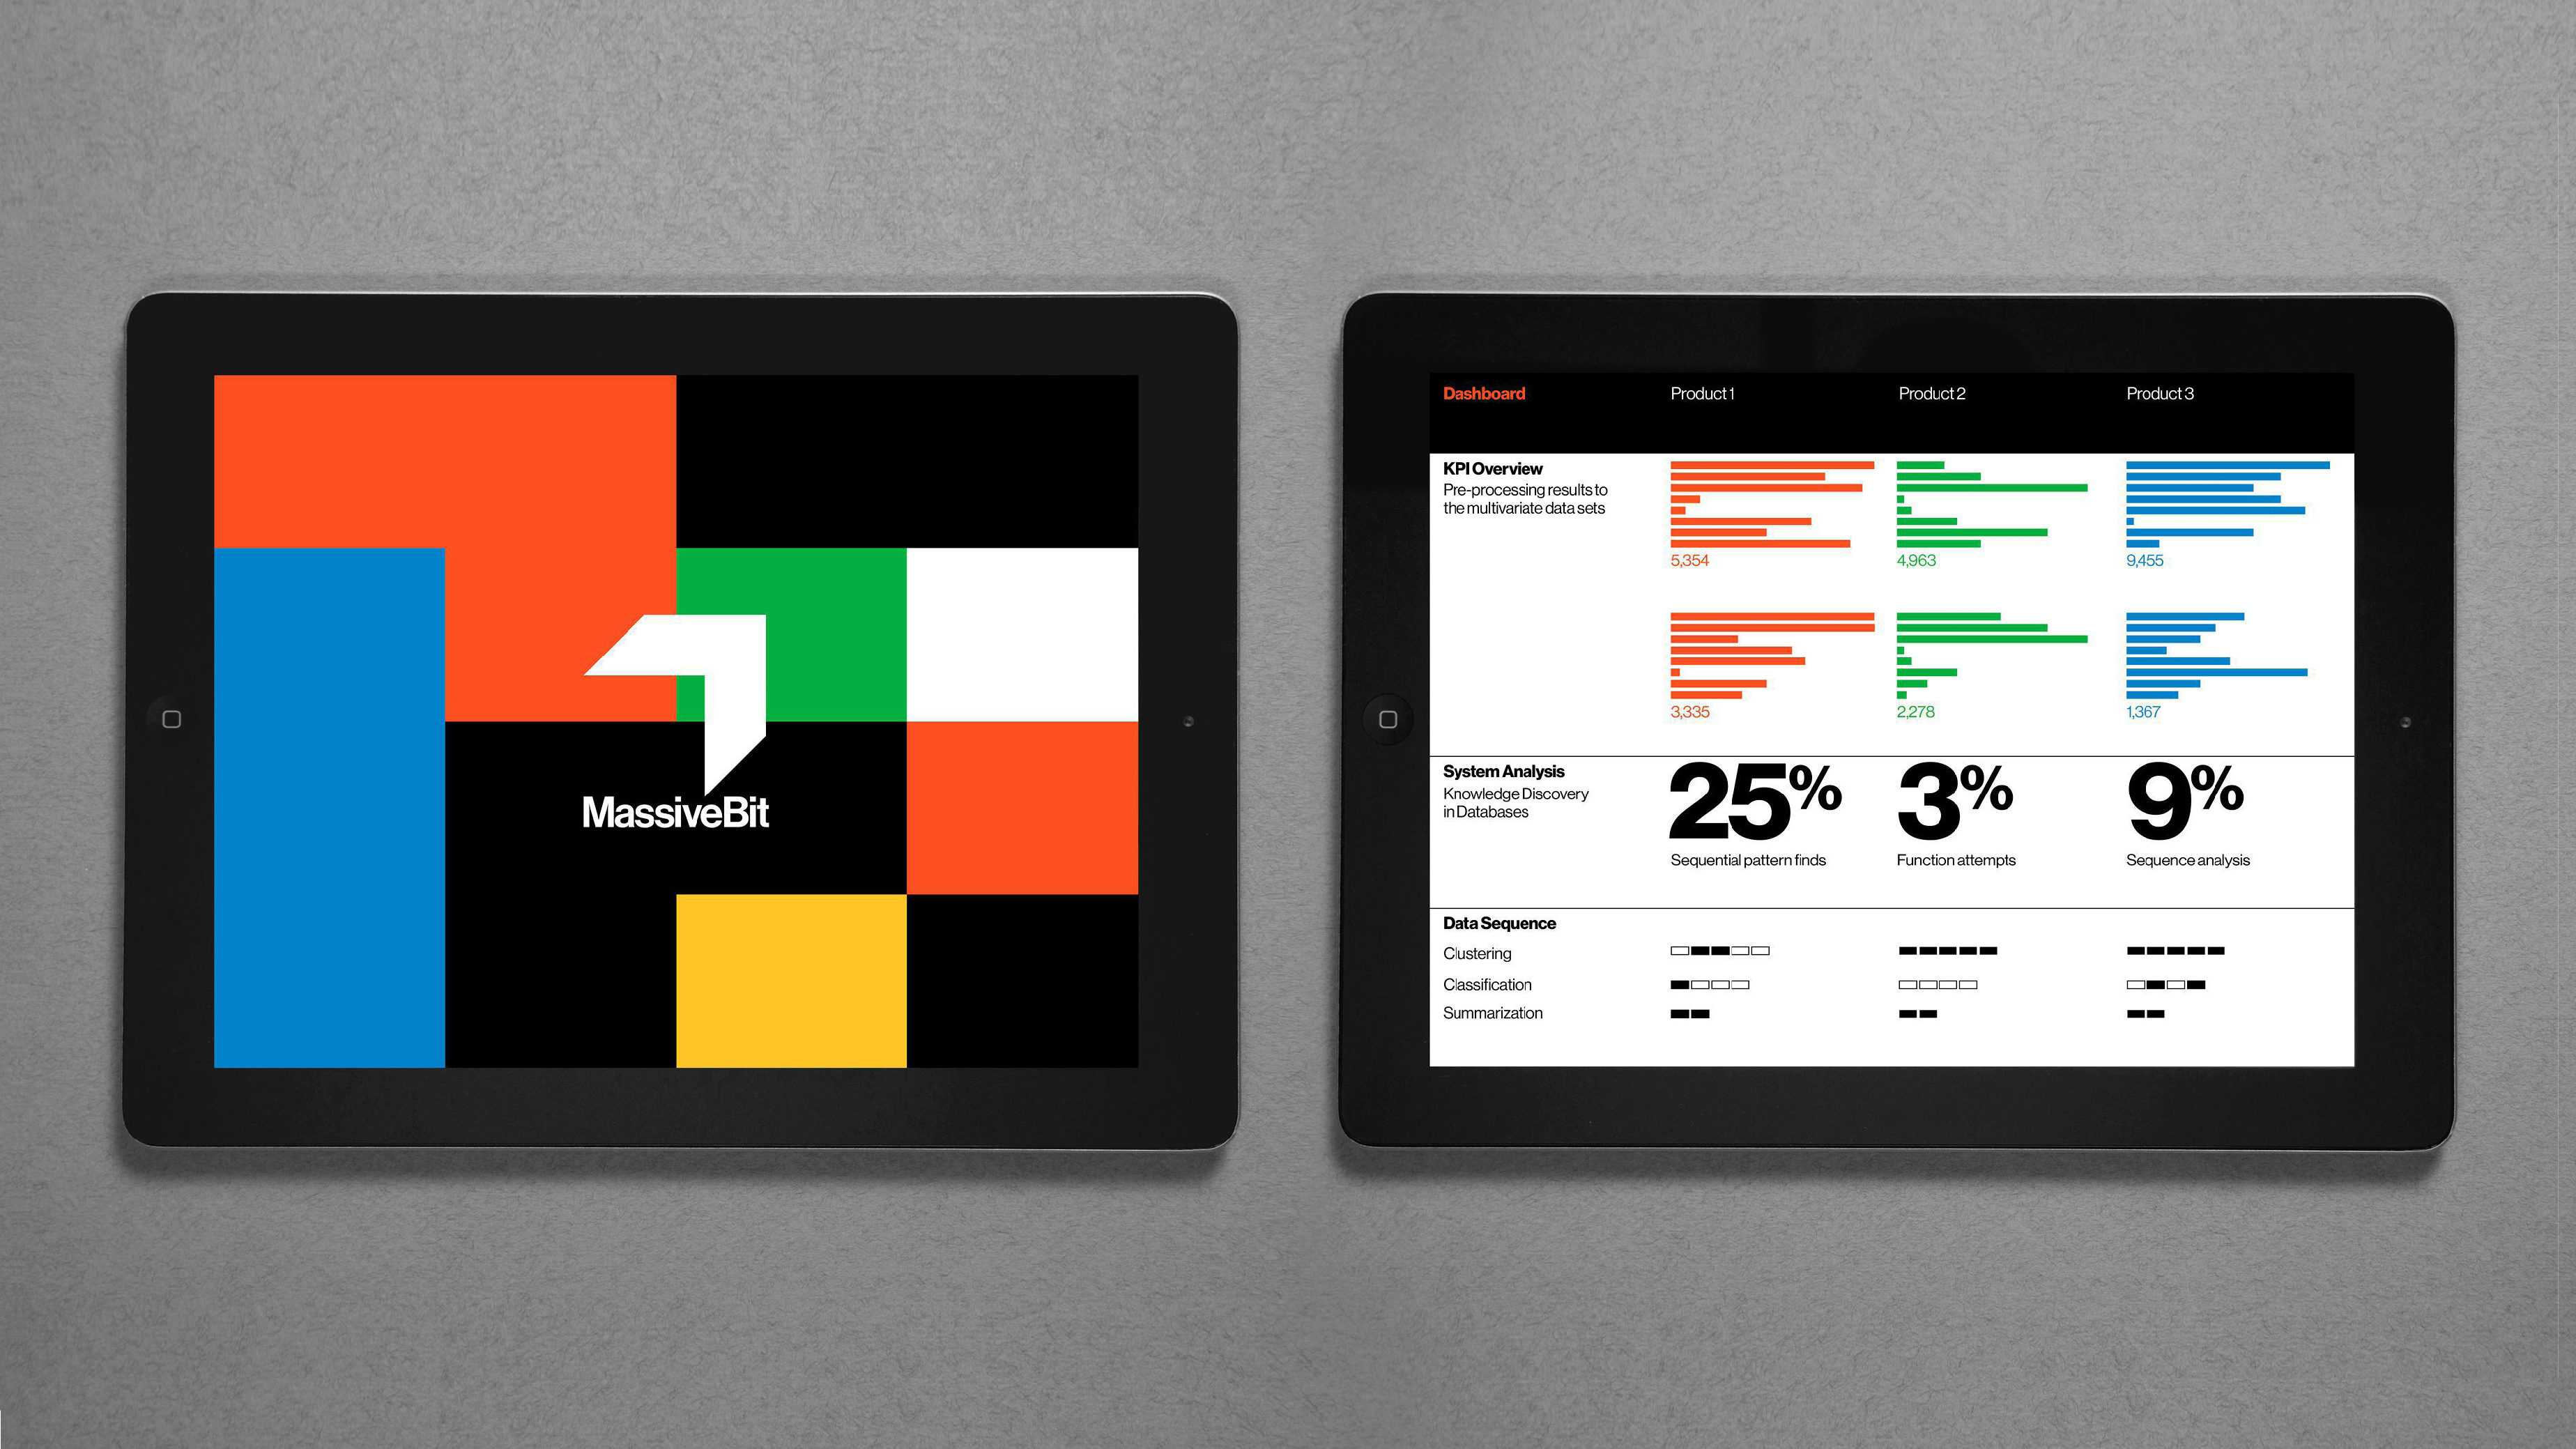 MassiveBit
Dashboard
Product 1
Product 2
Product 3
KPI Overview
Pre-processing results to
the multivariate data sets
5,354
4,963
9,455
3,335
2,278
1,367
System Analysis
Knowledge Discovery
in Databases
25%
Sequential pattern finds
3%
Function attempts
9%
Sequence analysis
Data Sequence
Clustering
Classification
Summarization